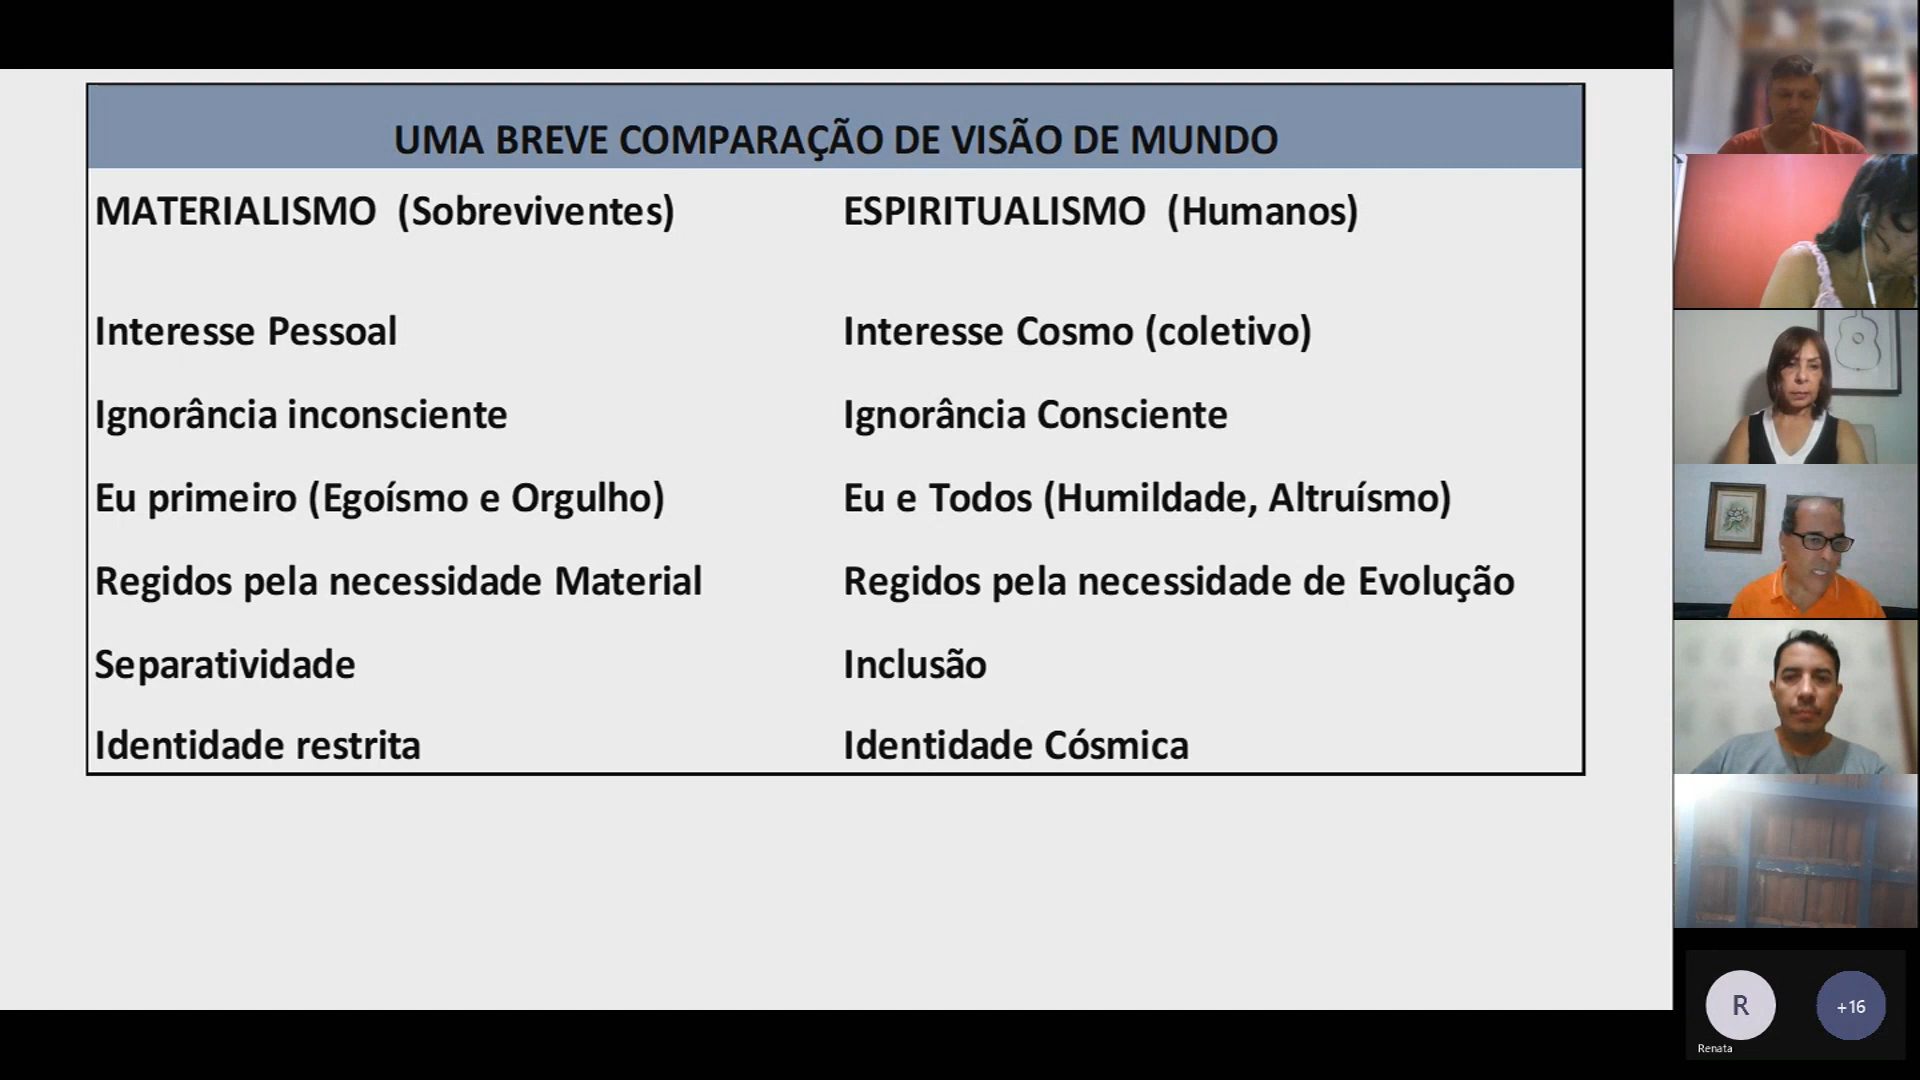 UMA BREVE COMPARAÇÃO DE VISÃO DE MUNDO
MATERIALISMO (Sobreviventes) ESPIRITUALISMO (Humanos)
Interesse Pessoal Interesse Cosmo (coletivo)
Ignorância inconsciente Ignorância Consciente
Eu primeiro (Egoísmo e Orgulho) Eu e Todos (Humildade, Altruísmo)
Regidos pela necessidade Material Regidos pela necessidade de Evolução
Separatividade Inclusão
Identidade restrita Identidade Cósmica
R +16
Renata